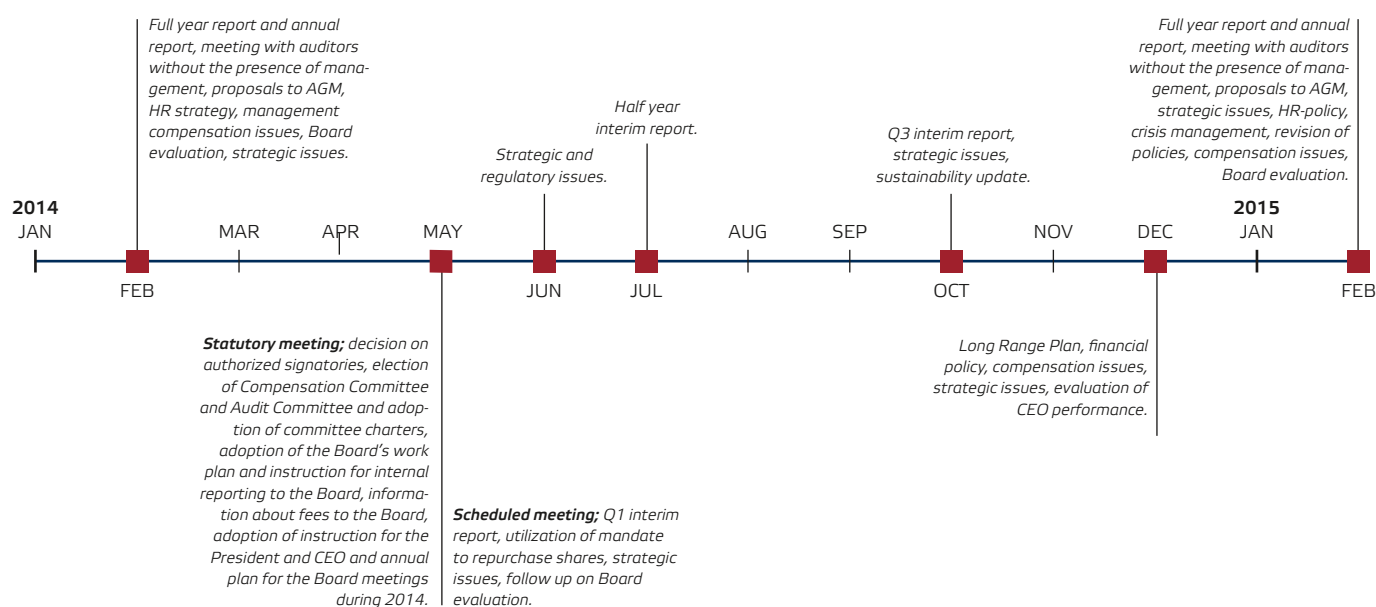 Full year report and annual
report, meeting with auditors
without the presence of mana-
gement, proposals to AGM,
HR strategy, management
compensation issues, Board
evaluation, strategic issues.
Strategic and
regulatory issues.
Half year
interim report.
Q3 interim report,
strategic issues,
sustainability update.
Full year report and annual
report, meeting with auditors
without the presence of mana-
gement, proposals to AGM,
strategic issues, HR-policy,
crisis management, revision of
policies, compensation issues,
Board evaluation.
2014
JAN
FEB
MAR
APR
MAY
JUN
JUL
AUG
SEP
OCT
NOV
DEC
2015
JAN
FEB
Statutory meeting; decision on
authorized signatories, election
of Compensation Committee
and Audit Committee and adop-
tion of committee charters,
adoption of the Board's work
plan and instruction for internal
reporting to the Board, informa-
tion about fees to the Board,
adoption of instruction for the
President and CEO and annual
plan for the Board meetings
during 2014.
Scheduled meeting; Q1 interim
report, utilization of mandate
to repurchase shares, strategic
issues, follow up on Board
evaluation.
Long Range Plan, financial
policy, compensation issues,
strategic issues, evaluation of
CEO performance.